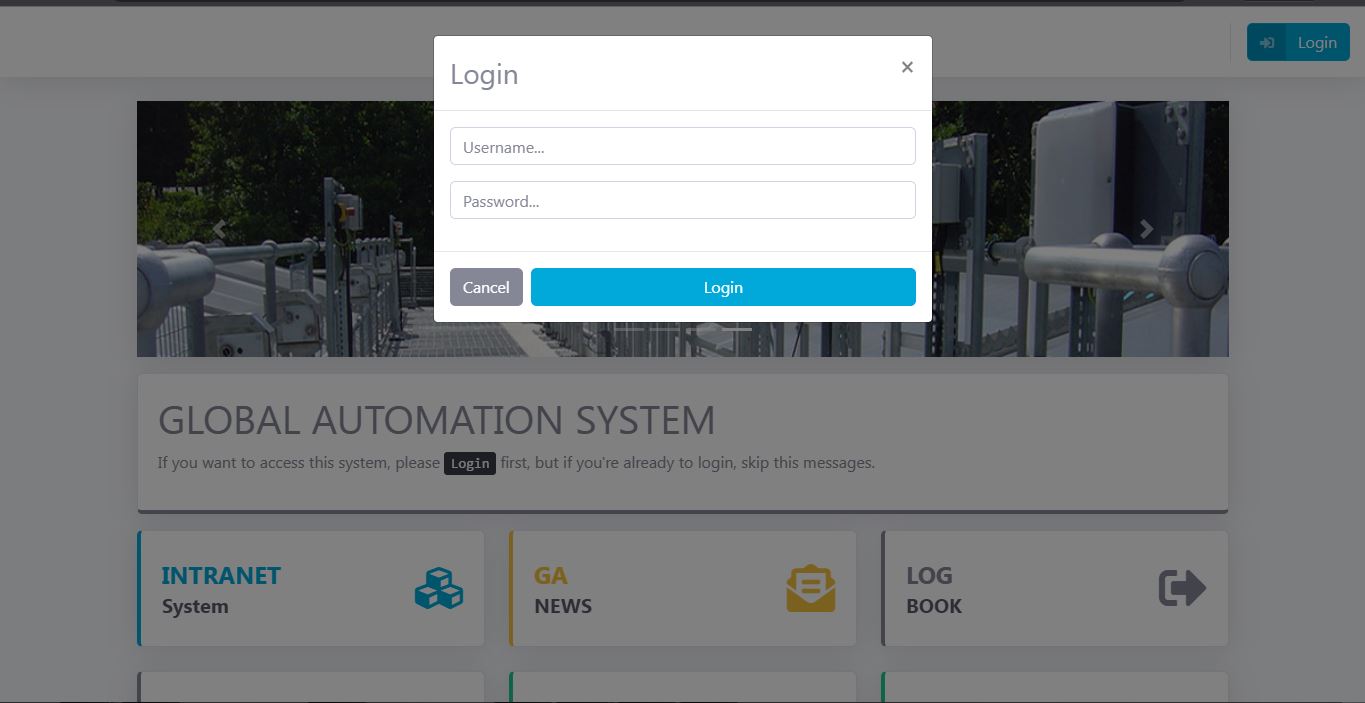 Login
Login
×
Username...
Password...
Cancel
Login
GLOBAL AUTOMATION SYSTEM
If you want to access this system, please Login first, but if you're already to login, skip this messages.
INTRANET
System
GA
NEWS
LOG
BOOK